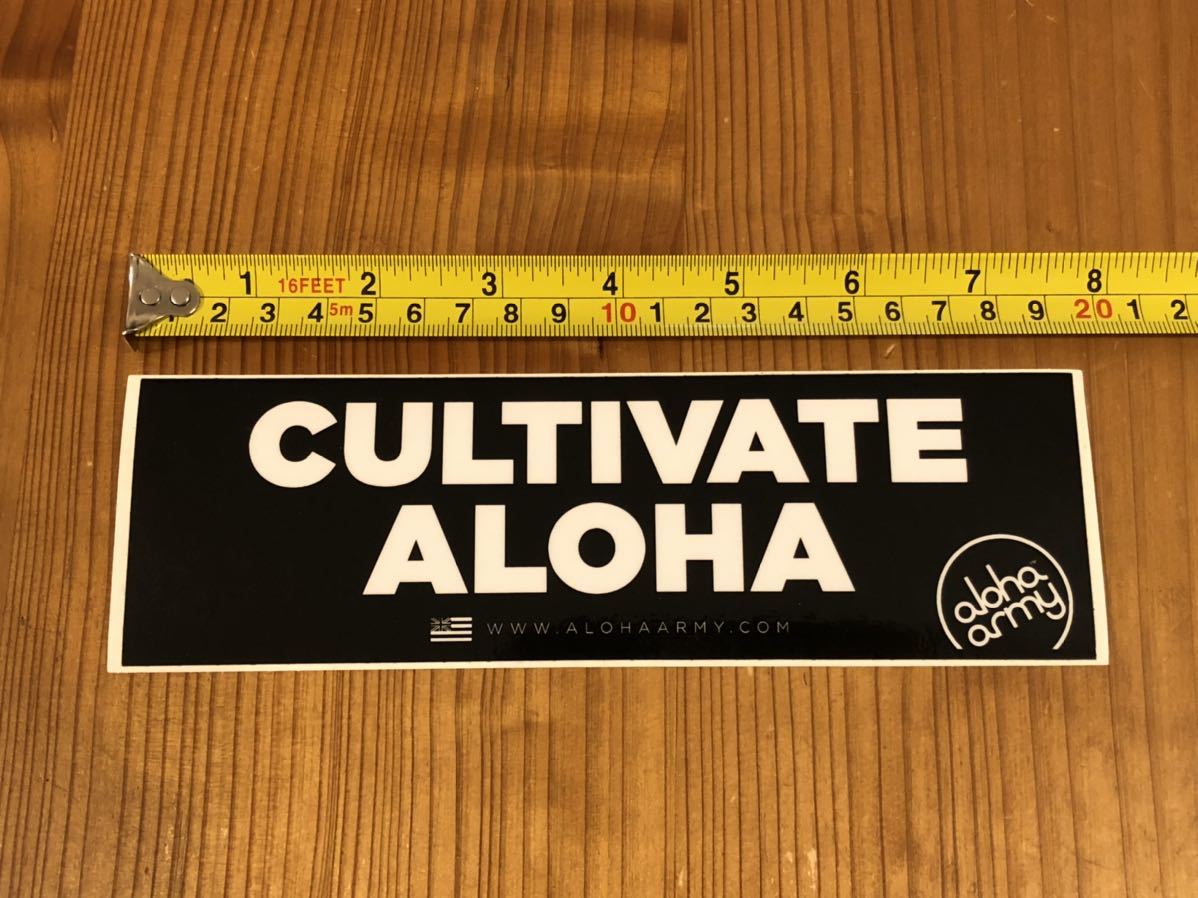 1 16FEET 2 3 4 5 6 7 8
1 2 3 4 5m 5 6 7 8 9 10 1 2 3 4 5 6 7 8 9 20 1 2
CULTIVATE
ALOHA
WWW.ALOHAARMY.COM
aloha
army